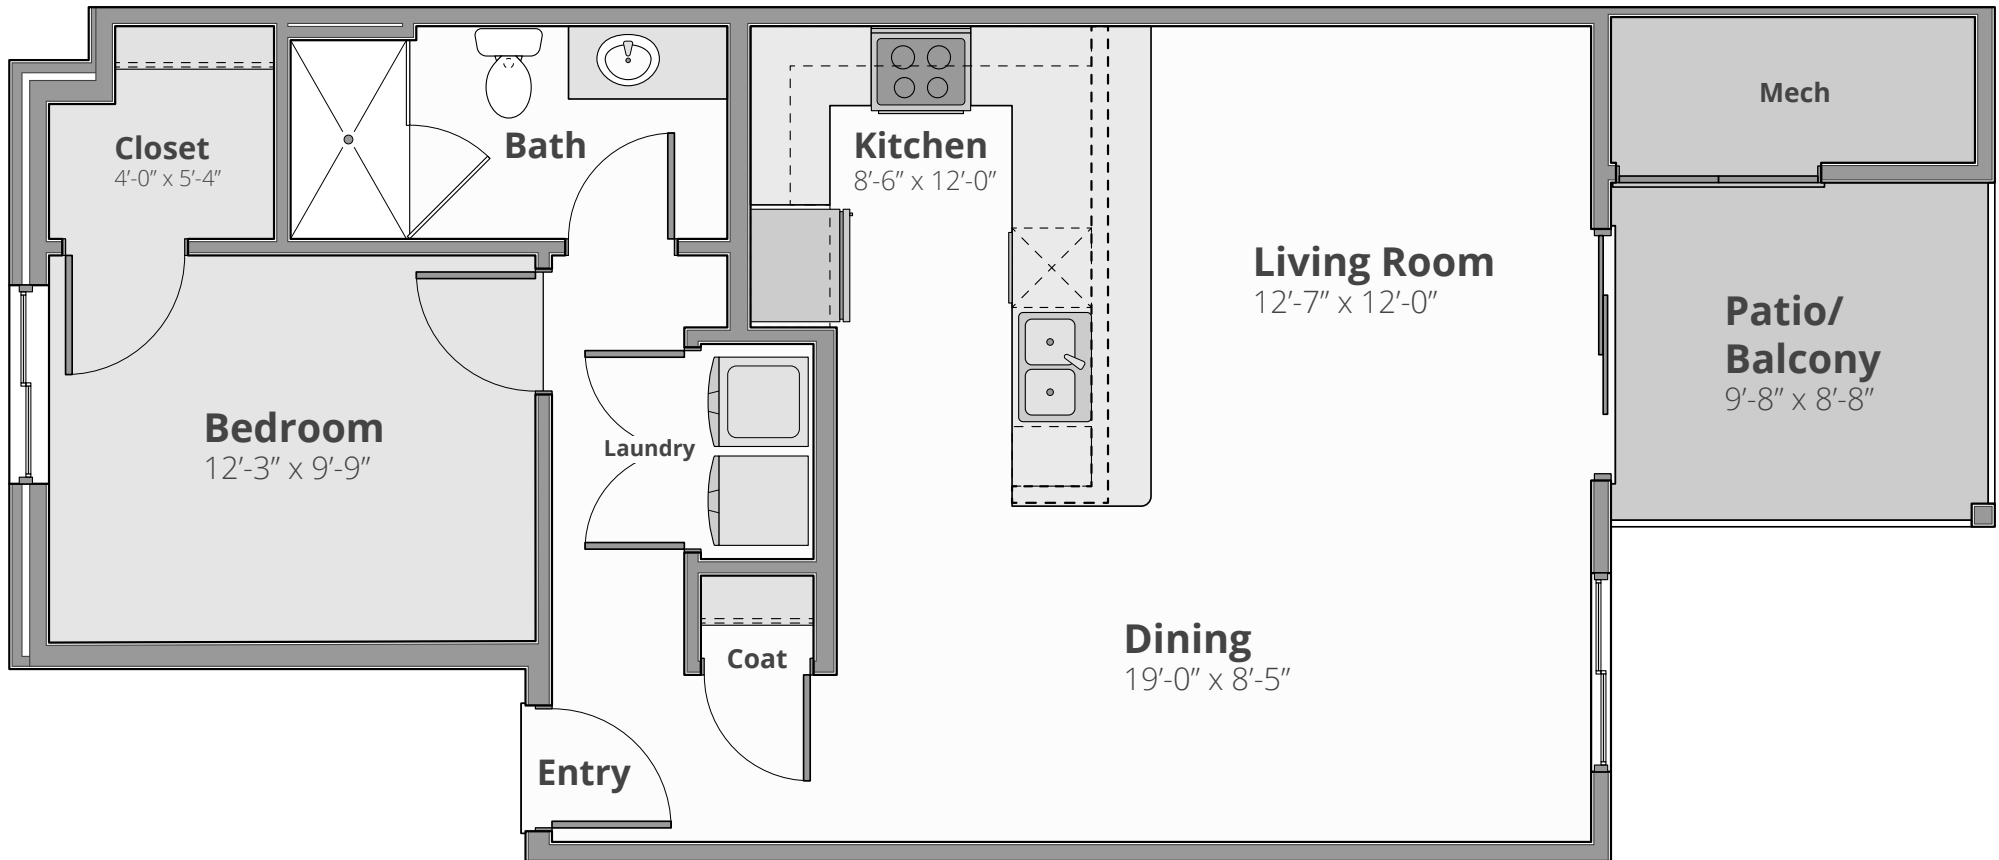 Mech
Closet
4’-0” x 5’-4”
Bath
Kitchen
8’-6” x 12’-0”
Living Room
12’-7” x 12’-0”
Patio/
Balcony
9’-8” x 8’-8”
Bedroom
12’-3” x 9’-9”
Laundry
Dining
19’-0” x 8’-5”
Coat
Entry